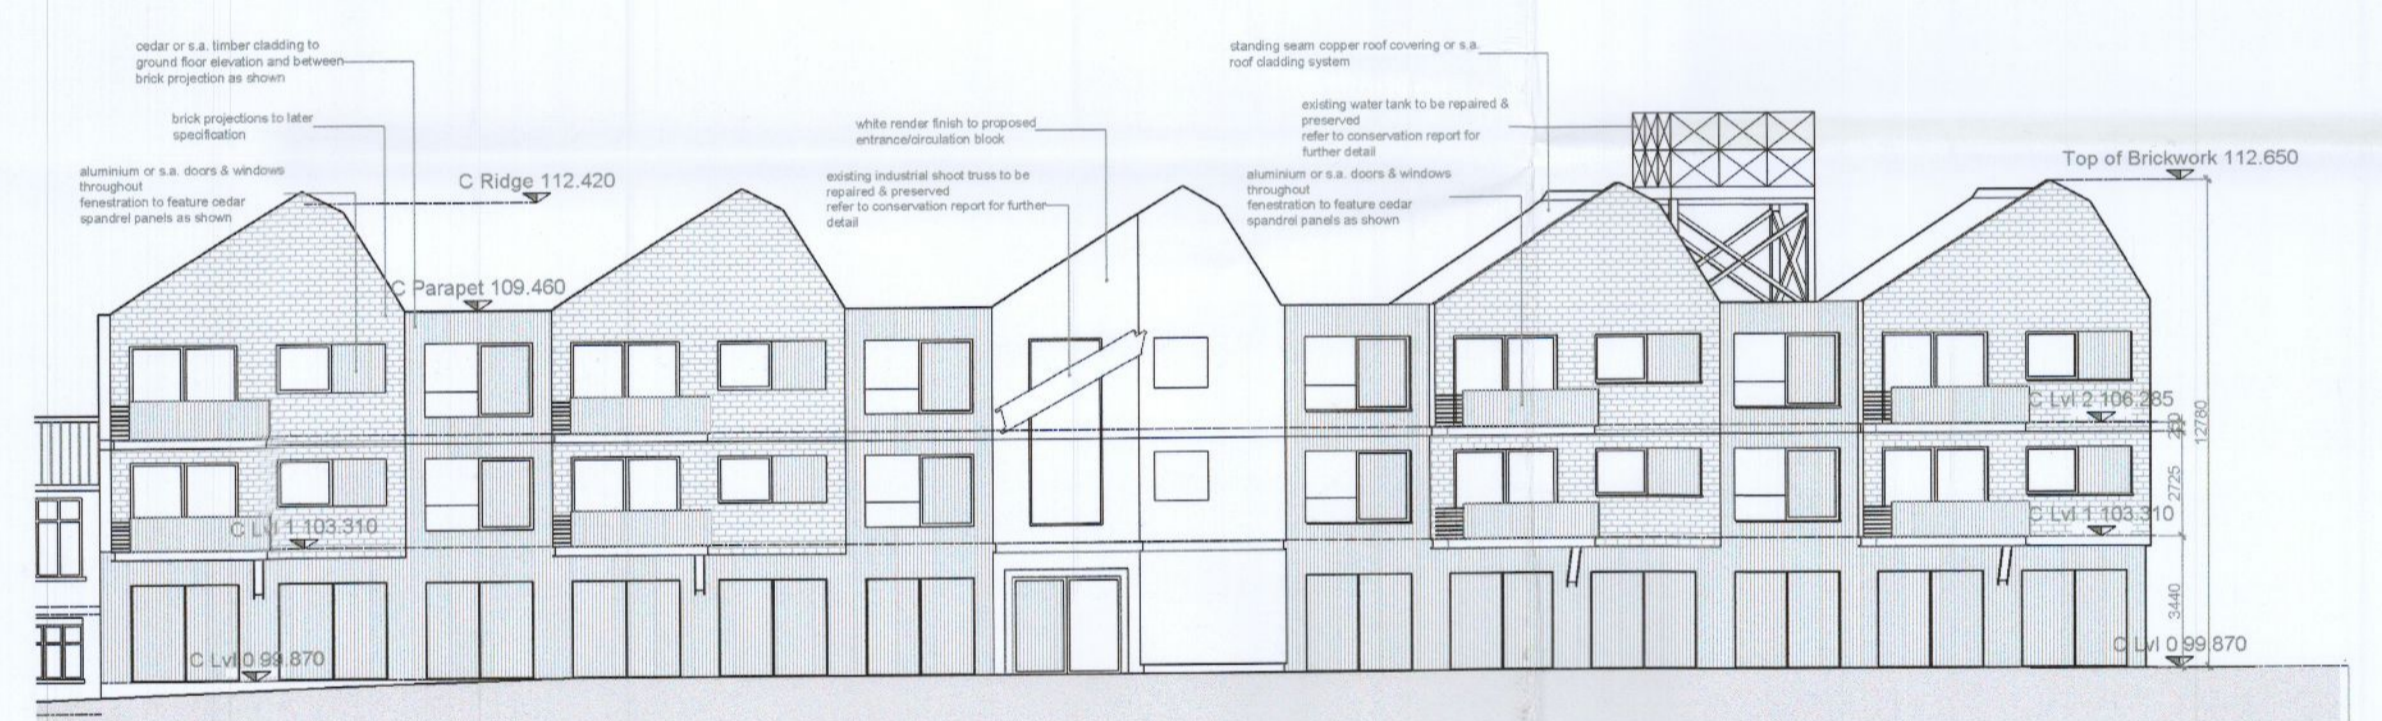 cedar or s.a. timber cladding to
ground floor elevation and between
brick projection as shown
brick projections to later
specification
aluminium or s.a. doors & windows
throughout
fenestration to feature cedar
spandrel panels as shown
C Ridge 112.420
C Parapet 109.460
white render finish to proposed
entrance/circulation block
existing industrial shoot truss to be
repaired & preserved
refer to conservation report for further
detail
standing seam copper roof covering or s.a.
roof cladding system
existing water tank to be repaired &
preserved
refer to conservation report for
further detail
aluminium or s.a. doors & windows
throughout
fenestration to feature cedar
spandrel panels as shown
Top of Brickwork 112.650
C Lvl 2 106.285
12780
2725
C Lvl 1 103.310
C Lvl 1 103.310
3440
C Lvl 0 99.870
C Lvl 0 99.870